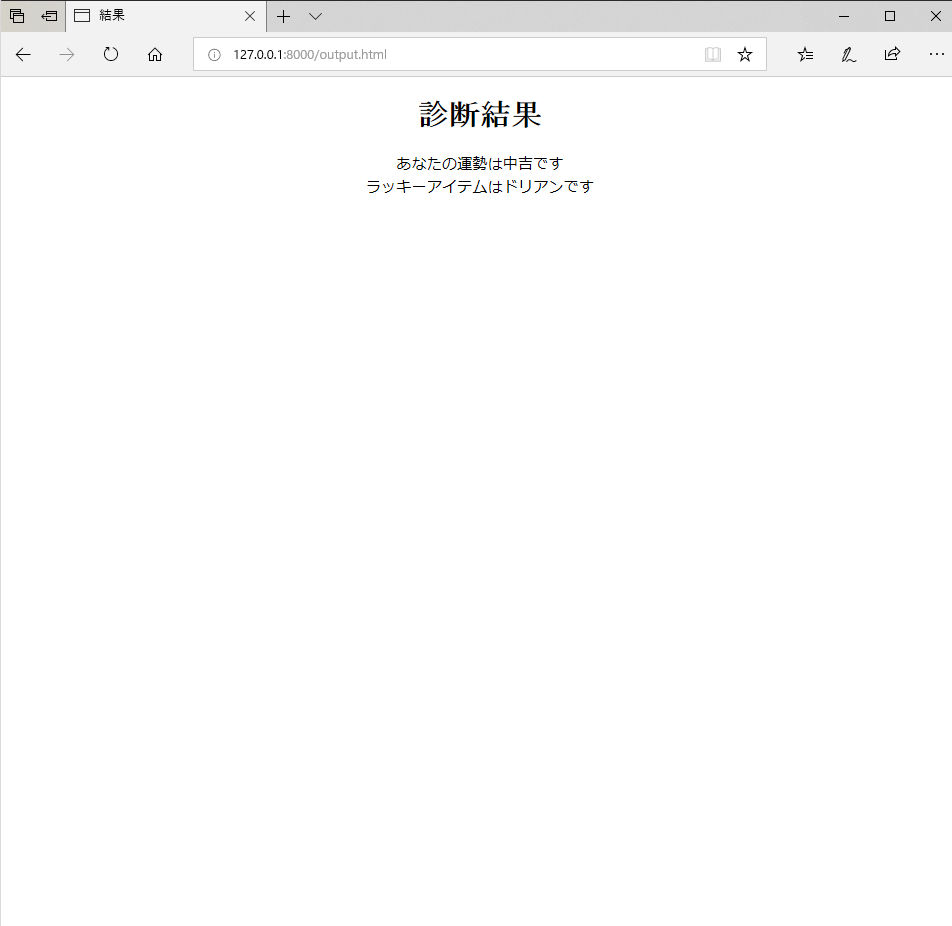 結果
127.0.0.1:8000/output.html
診断結果
あなたの運勢は中吉です
ラッキーアイテムはドリアンです